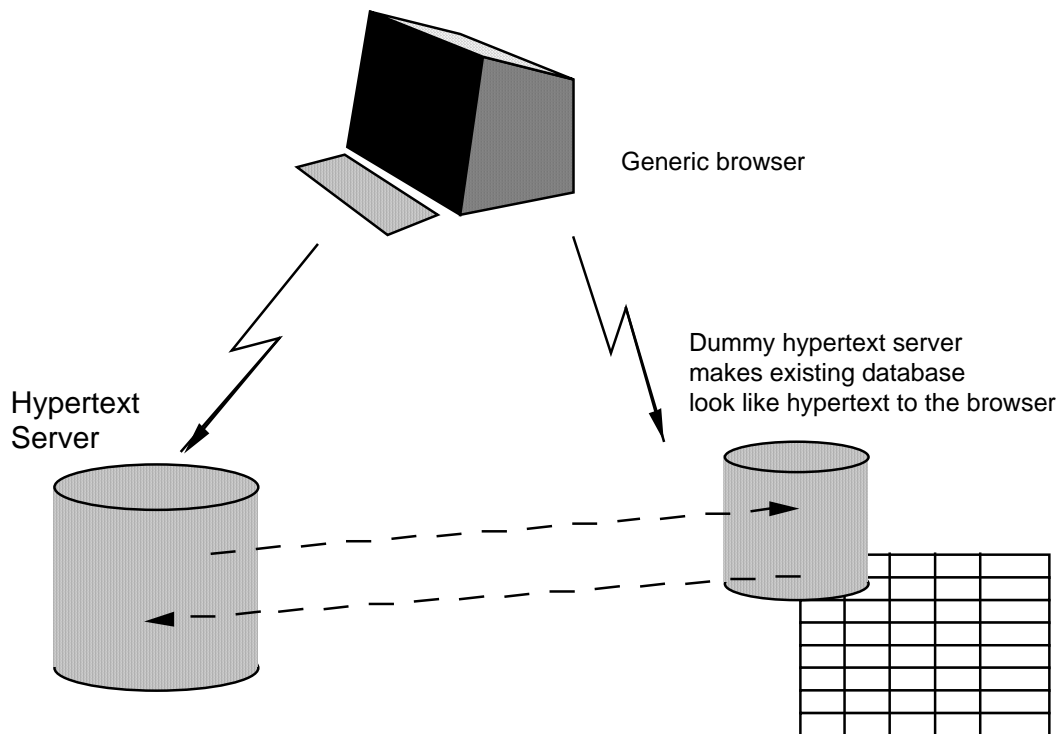 Generic browser
Dummy hypertext server
makes existing database
look like hypertext to the browser
Hypertext
Server